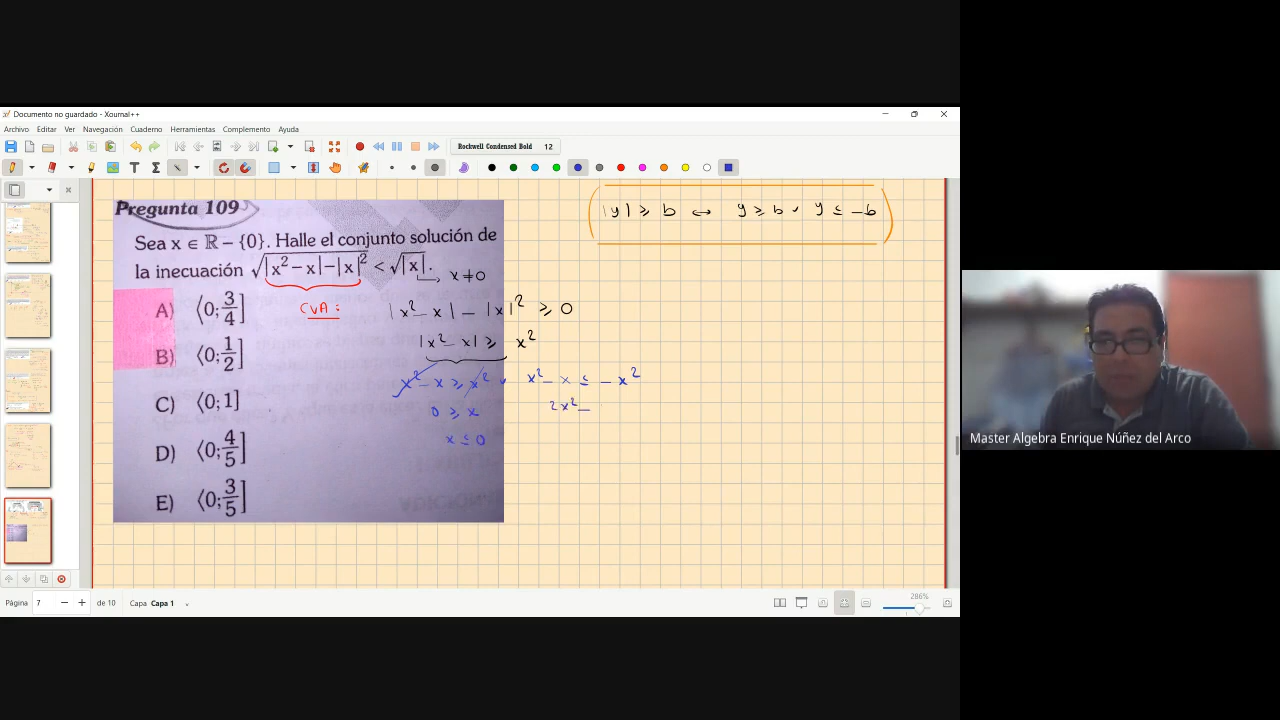 Documento no guardado - Xournal++
Archivo Editar Ver Navegación Cuaderno Herramientas Complemento Ayuda
Rockwell Condensed Bold 12
Pregunta 109
Sea x ∈ ℝ – {0}. Halle el conjunto solución de
la inecuación √(|x² – x| – |x|²) < √|x|.
x ≠ 0
A) ⟨0; 3/4]
B) ⟨0; 1/2]
C) ⟨0; 1]
D) ⟨0; 4/5]
E) ⟨0; 3/5]
|y| ≥ b ↔ y ≥ b ∨ y ≤ -b
CVA:
|x² - x| - |x|² ≥ 0
|x² - x| ≥ x²
x² - x ≥ x² ∨ x² - x ≤ - x²
0 ≥ x
2x² -
x ≤ 0
Master Algebra Enrique Núñez del Arco
Página 7 de 10 Capa Capa 1
286%